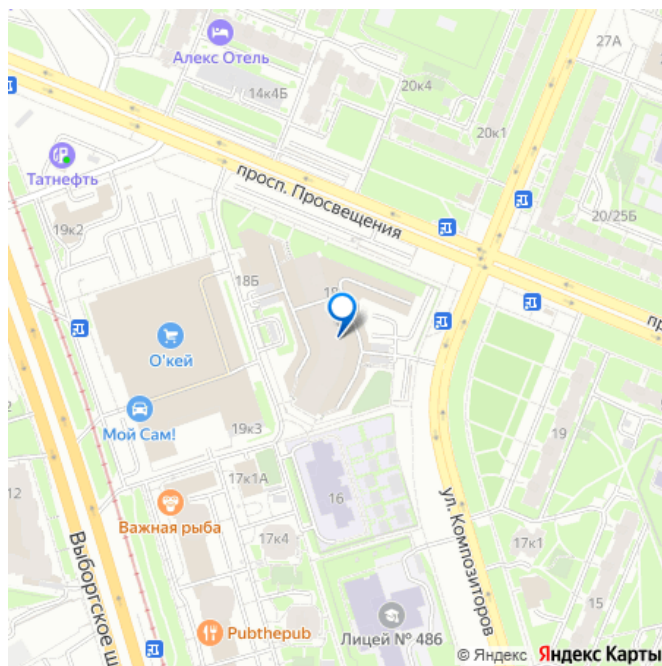 27А
Алекс Отель
14к4Б
20к4
20к1
Татнефть
просп. Просвещения
19к2
20/25Б
18Б
18
пр
О'кей
Мой Сам!
19к3
19
12
17к1А
16
Важная рыба
ул. Композиторов
17к4
17к1
Выборгское ш
15
Pubthepub
Лицей № 486
© Яндекс Яндекс Карты